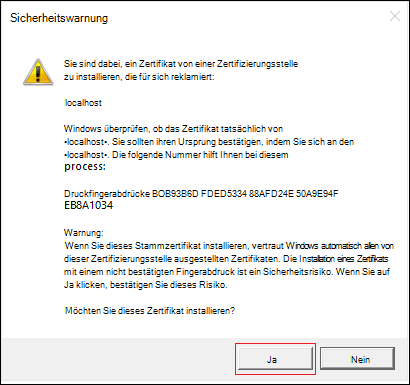 Sicherheitswarnung
Sie sind dabei, ein Zertifikat von einer Zertifizierungsstelle
zu installieren, die für sich reklamiert:
localhost
Windows überprüfen, ob das Zertifikat tatsächlich von
•localhost•. Sie sollten ihren Ursprung bestätigen, indem Sie sich an den
•localhost•. Die folgende Nummer hilft Ihnen bei diesem
process:
Druckfingerabdrücke BOB93B6D FDED5334 88AFD24E 50A9E94F
EB8A1034
Warnung:
Wenn Sie dieses Stammzertifikat installieren, vertraut Windows automatisch allen von
dieser Zertifizierungsstelle ausgestellten Zertifikaten. Die Installation eines Zertifikats
mit einem nicht bestätigten Fingerabdruck ist ein Sicherheitsrisiko. Wenn Sie auf
Ja klicken, bestätigen Sie dieses Risiko.
Möchten Sie dieses Zertifikat installieren?
Ja
Nein